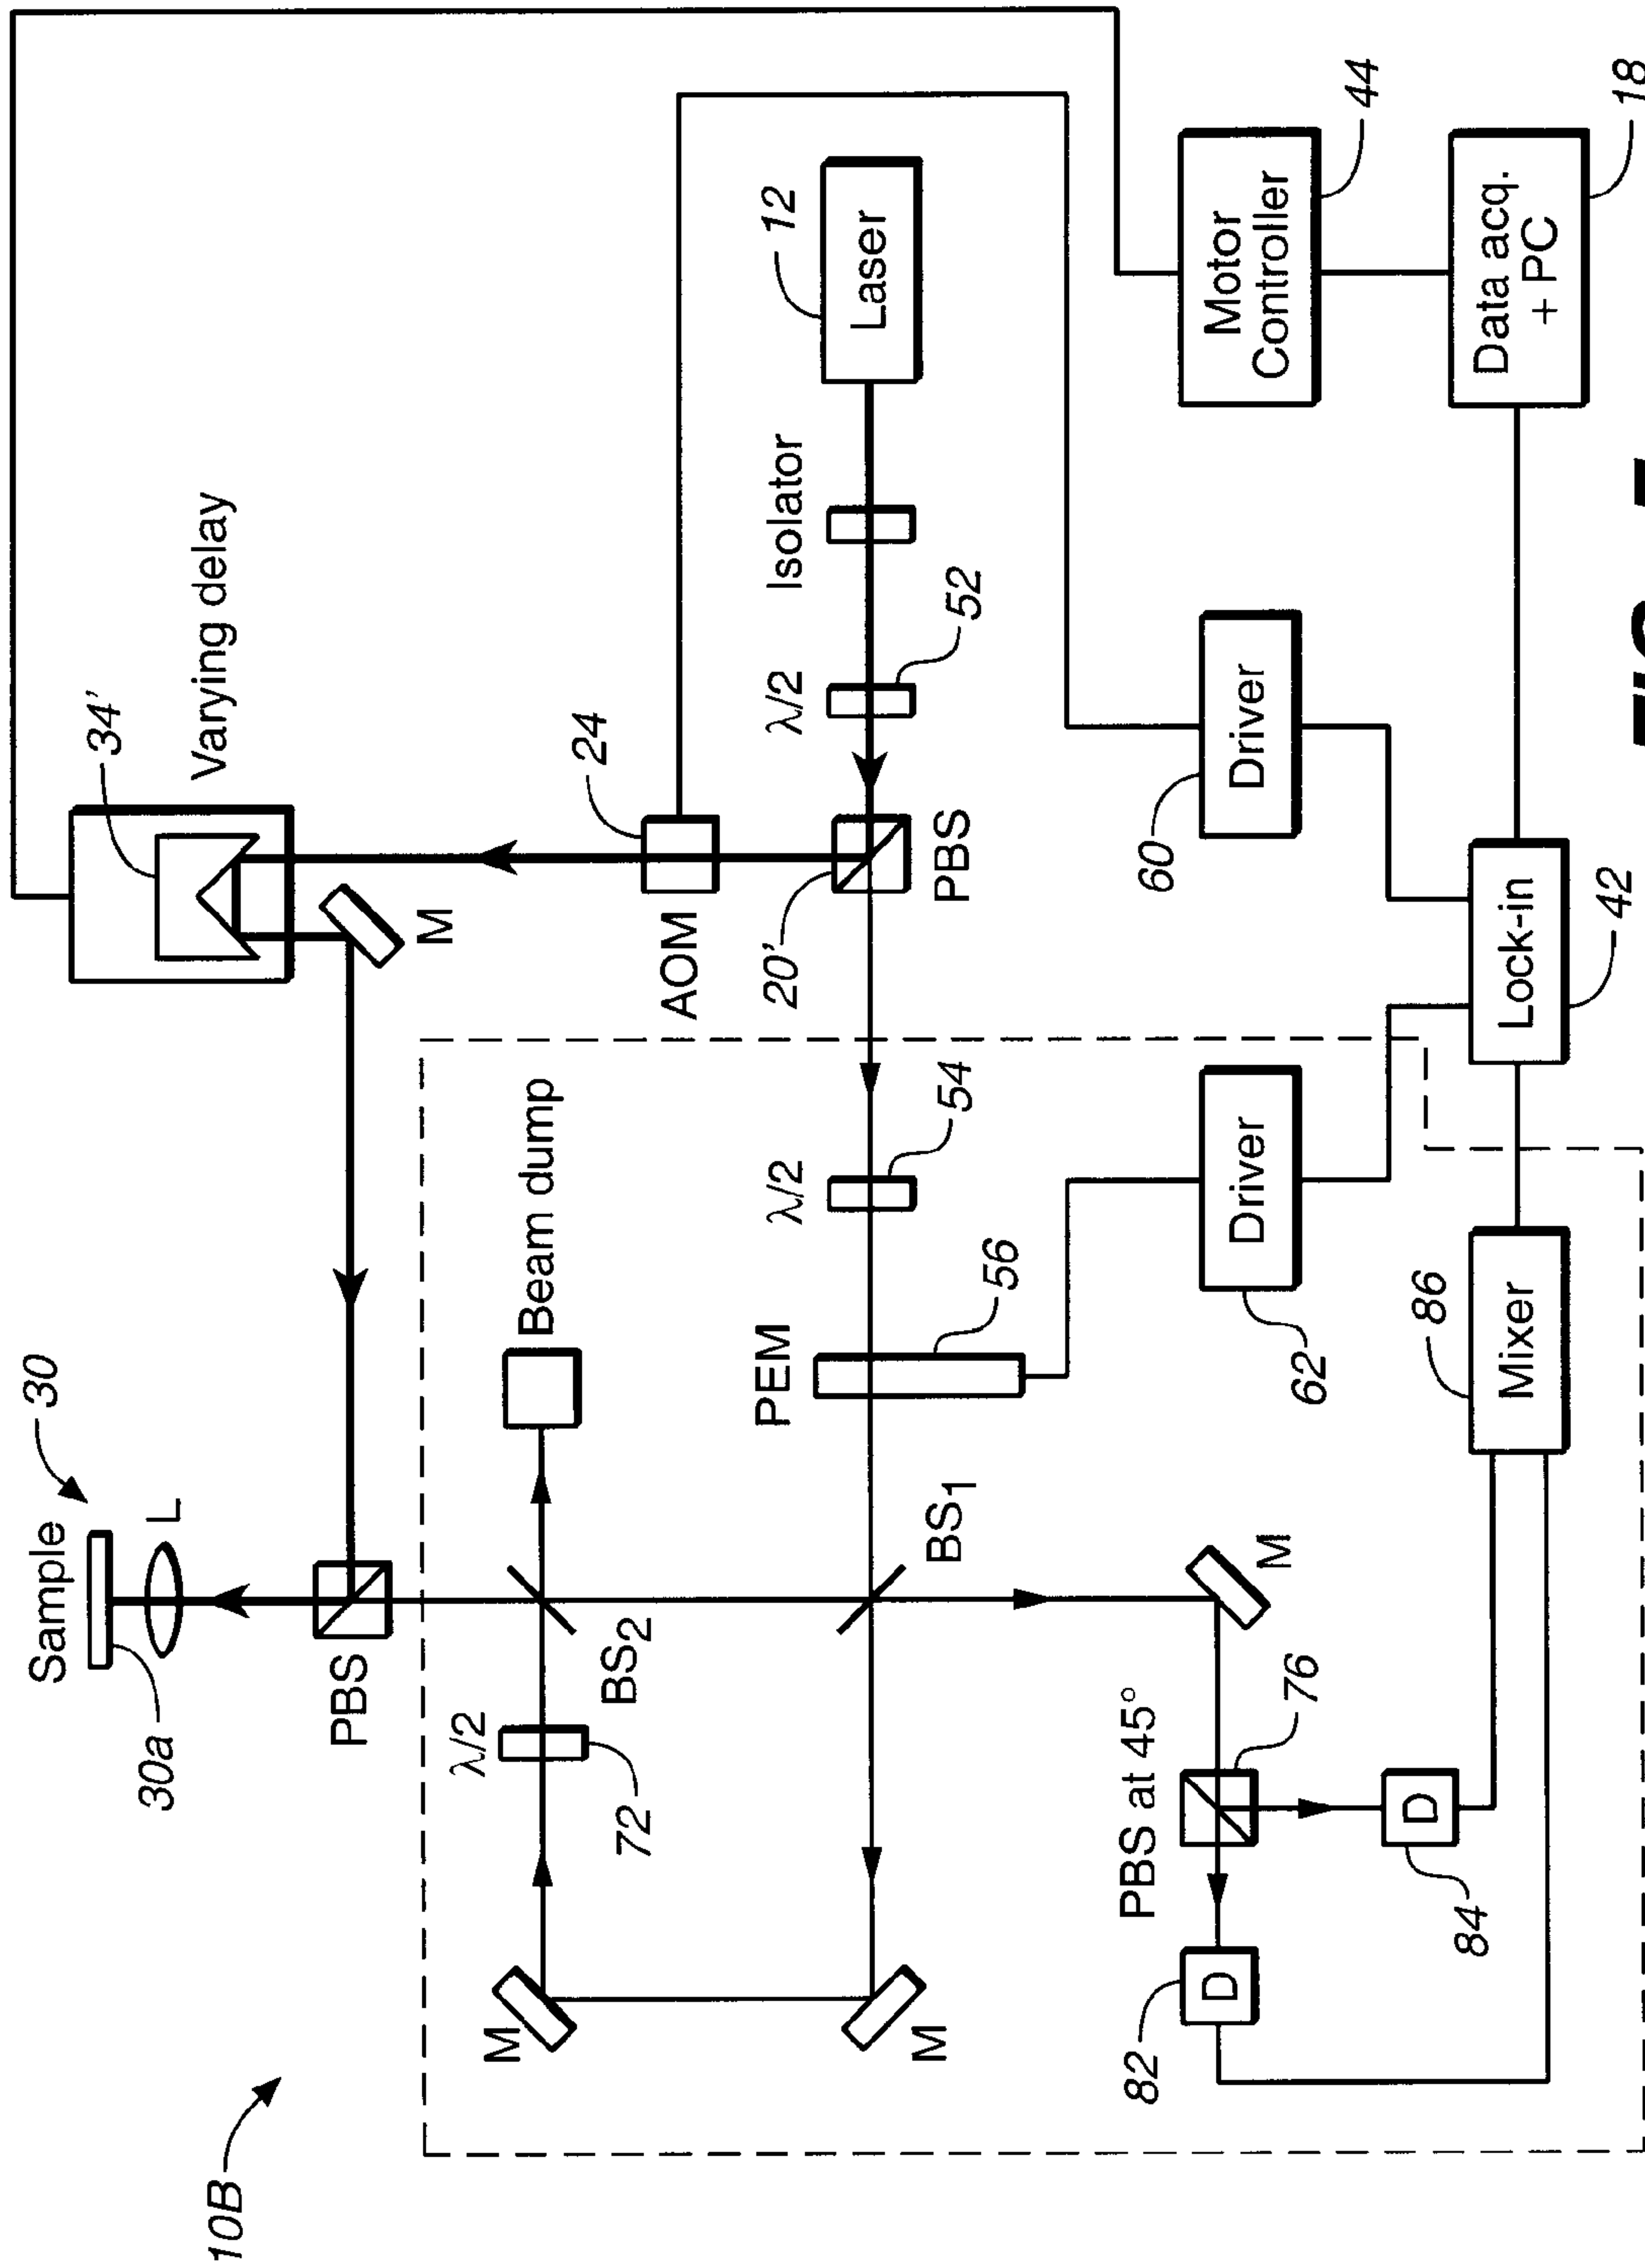 10B
Sample
30
L
30a
PBS
M
34'
Varying delay
λ/2
72
BS2
Beam dump
M
M
BS1
PEM
56
λ/2
54
AOM
24
20'
PBS
λ/2
52
Isolator
12
Laser
PBS at 45°
76
M
82
D
D
84
Driver
62
60
Driver
86
Mixer
Lock-in
42
Motor
Controller
44
Data acq.
+ PC
18